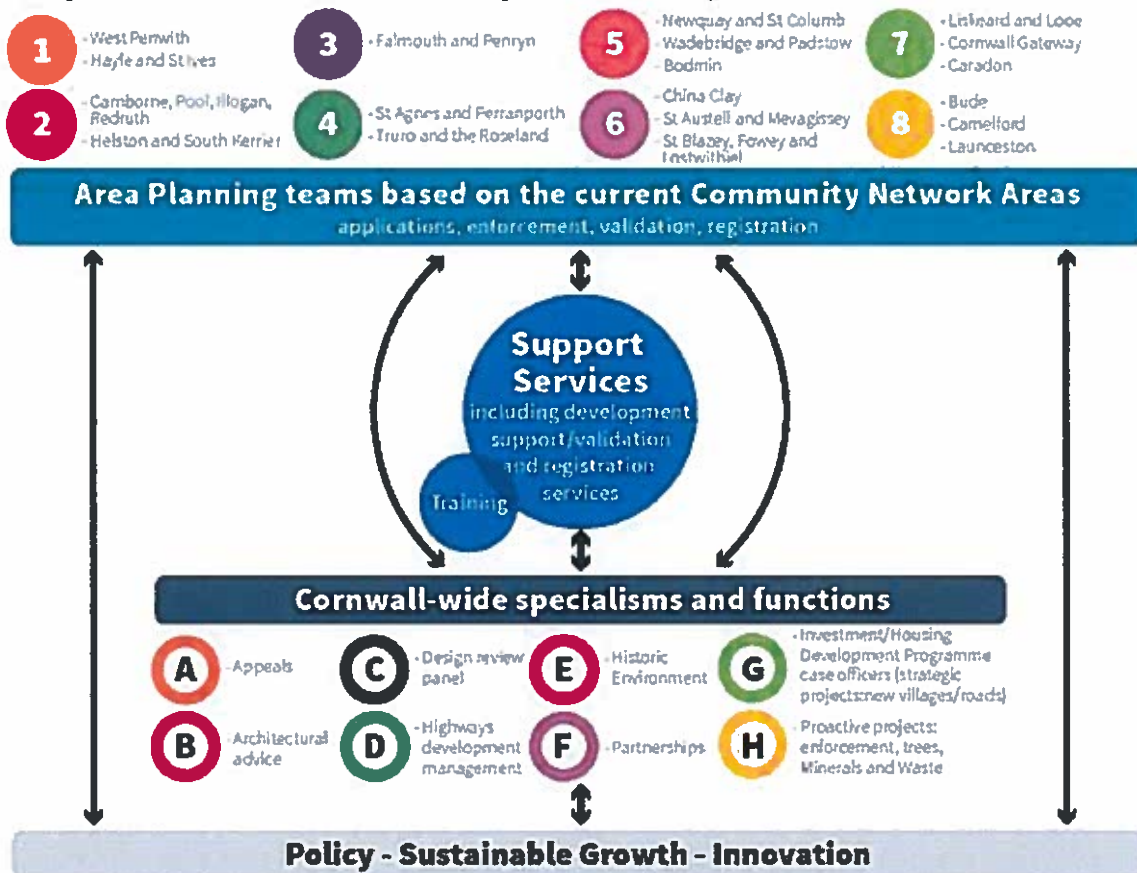 1
- West Penwith
- Hayle and St Ives
2
- Camborne, Pool, Illogan,
Redruth
- Helston and South Kerrier
3
- Falmouth and Penryn
4
- St Agnes and Perranporth
- Truro and the Roseland
5
- Newquay and St Columb
- Wadebridge and Padstow
- Bodmin
6
- China Clay
- St Austell and Mevagissey
- St Blazey, Fowey and
Lostwithiel
7
- Liskeard and Looe
- Cornwall Gateway
- Caradon
8
- Bude
- Camelford
- Launceston
Area Planning teams based on the current Community Network Areas
applications, enforcement, validation, registration
Support
Services
including development
support/validation
and registration
services
Training
Cornwall-wide specialisms and functions
A
- Appeals
B
- Architectural
advice
C
- Design review
panel
D
- Highways
development
management
E
- Historic
Environment
F
- Partnerships
G
- Investment/Housing
Development Programme
case officers (strategic
projects:new villages/roads)
H
- Proactive projects:
enforcement, trees,
Minerals and Waste
Policy - Sustainable Growth - Innovation